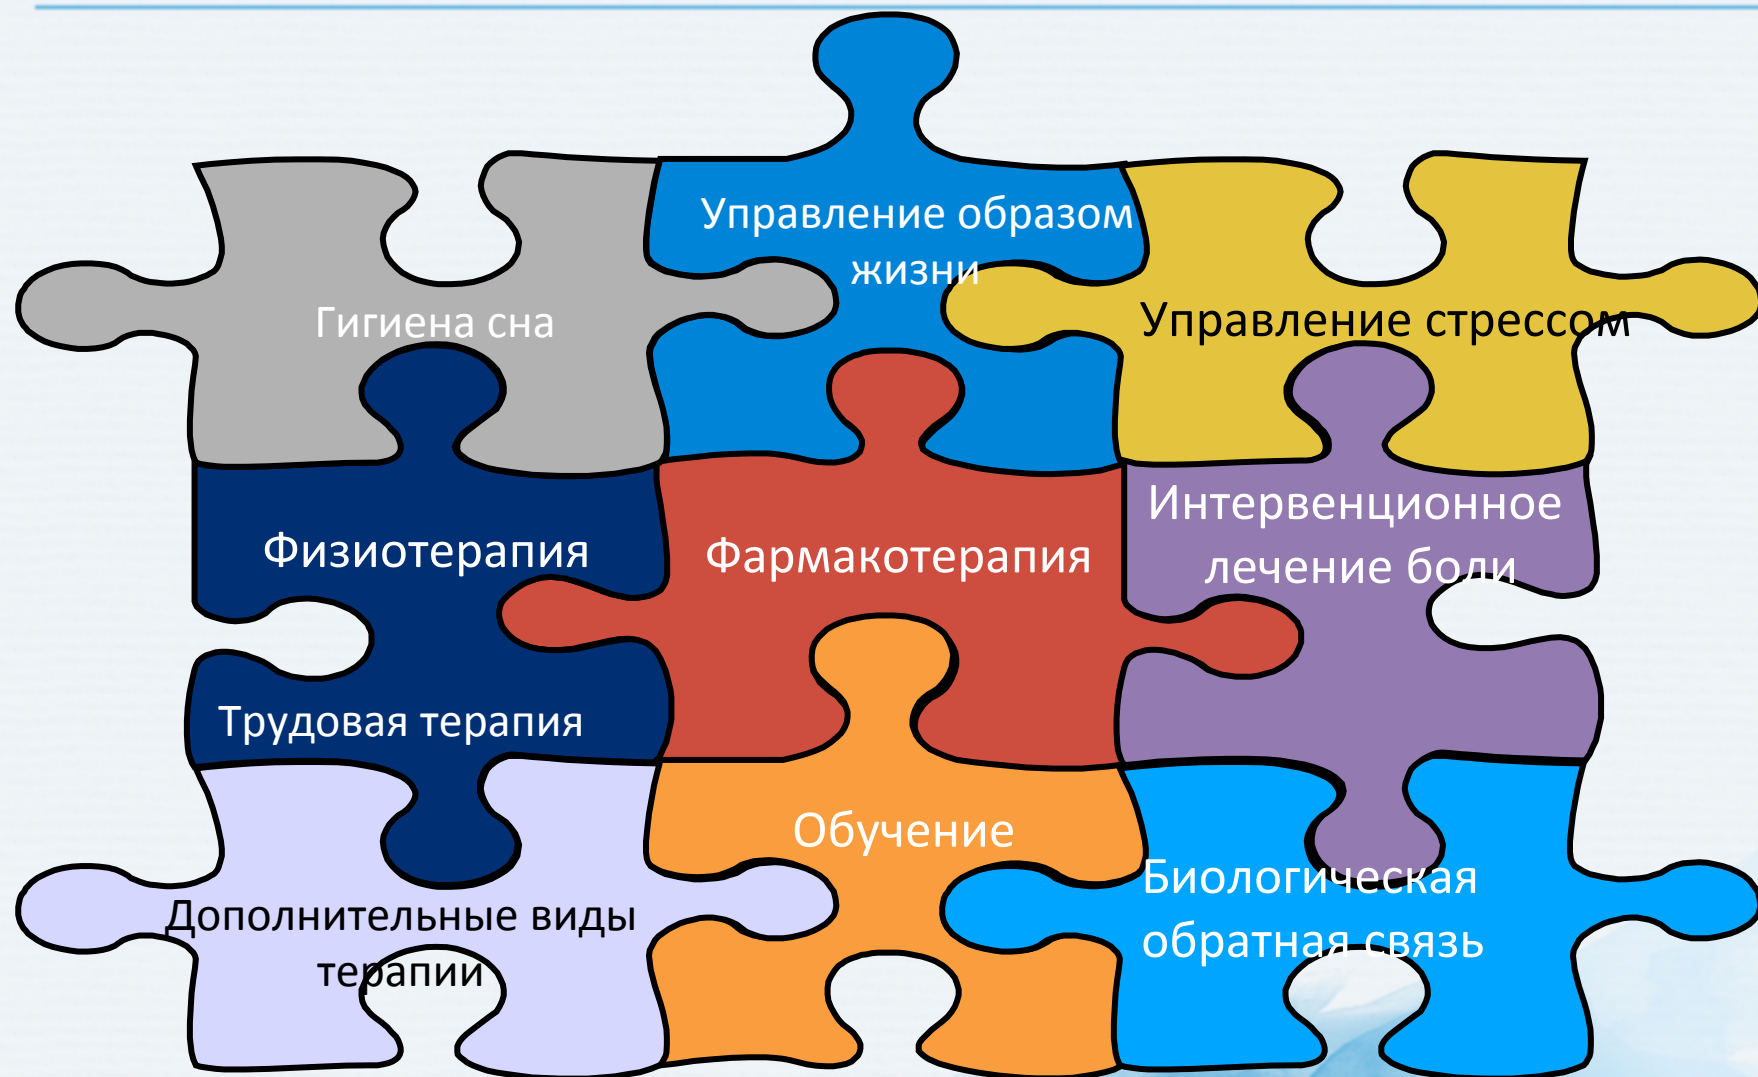 Управление образом
жизни
Гигиена сна
Управление стрессом
Физиотерапия
Фармакотерапия
Интервенционное
лечение боли
Трудовая терапия
Обучение
Дополнительные виды
терапии
Биологическая
обратная связь